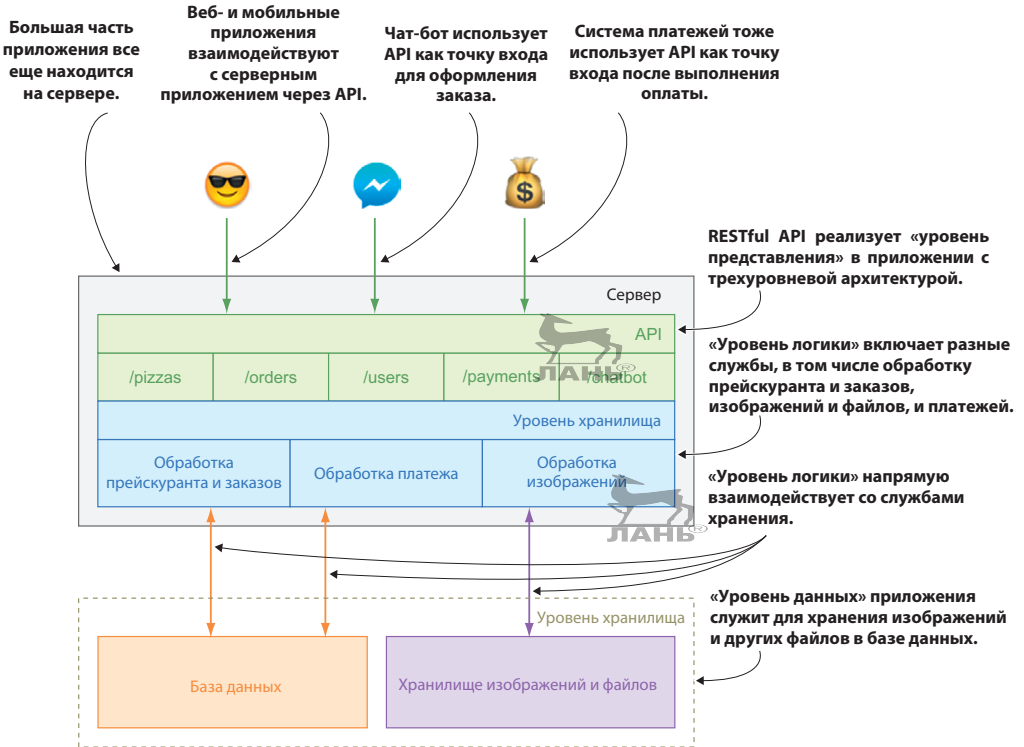 Большая часть
приложения все
еще находится
на сервере.
Веб- и мобильные
приложения
взаимодействуют
с серверным
приложением через API.
Чат-бот использует
API как точку входа
для оформления
заказа.
Система платежей тоже
использует API как точку
входа после выполнения
оплаты.
RESTful API реализует «уровень
представления» в приложении с
трехуровневой архитектурой.
Сервер
API
/pizzas
/orders
/users
/payments
/chatbot
ЛАНЬ®
«Уровень логики» включает разные
службы, в том числе обработку
прейскуранта и заказов,
изображений и файлов, и платежей.
Уровень хранилища
Обработка
прейскуранта и заказов
Обработка платежа
Обработка
изображений
ЛАНЬ®
«Уровень логики» напрямую
взаимодействует со службами
хранения.
«Уровень данных» приложения
служит для хранения изображений
и других файлов в базе данных.
Уровень хранилища
База данных
Хранилище изображений и файлов